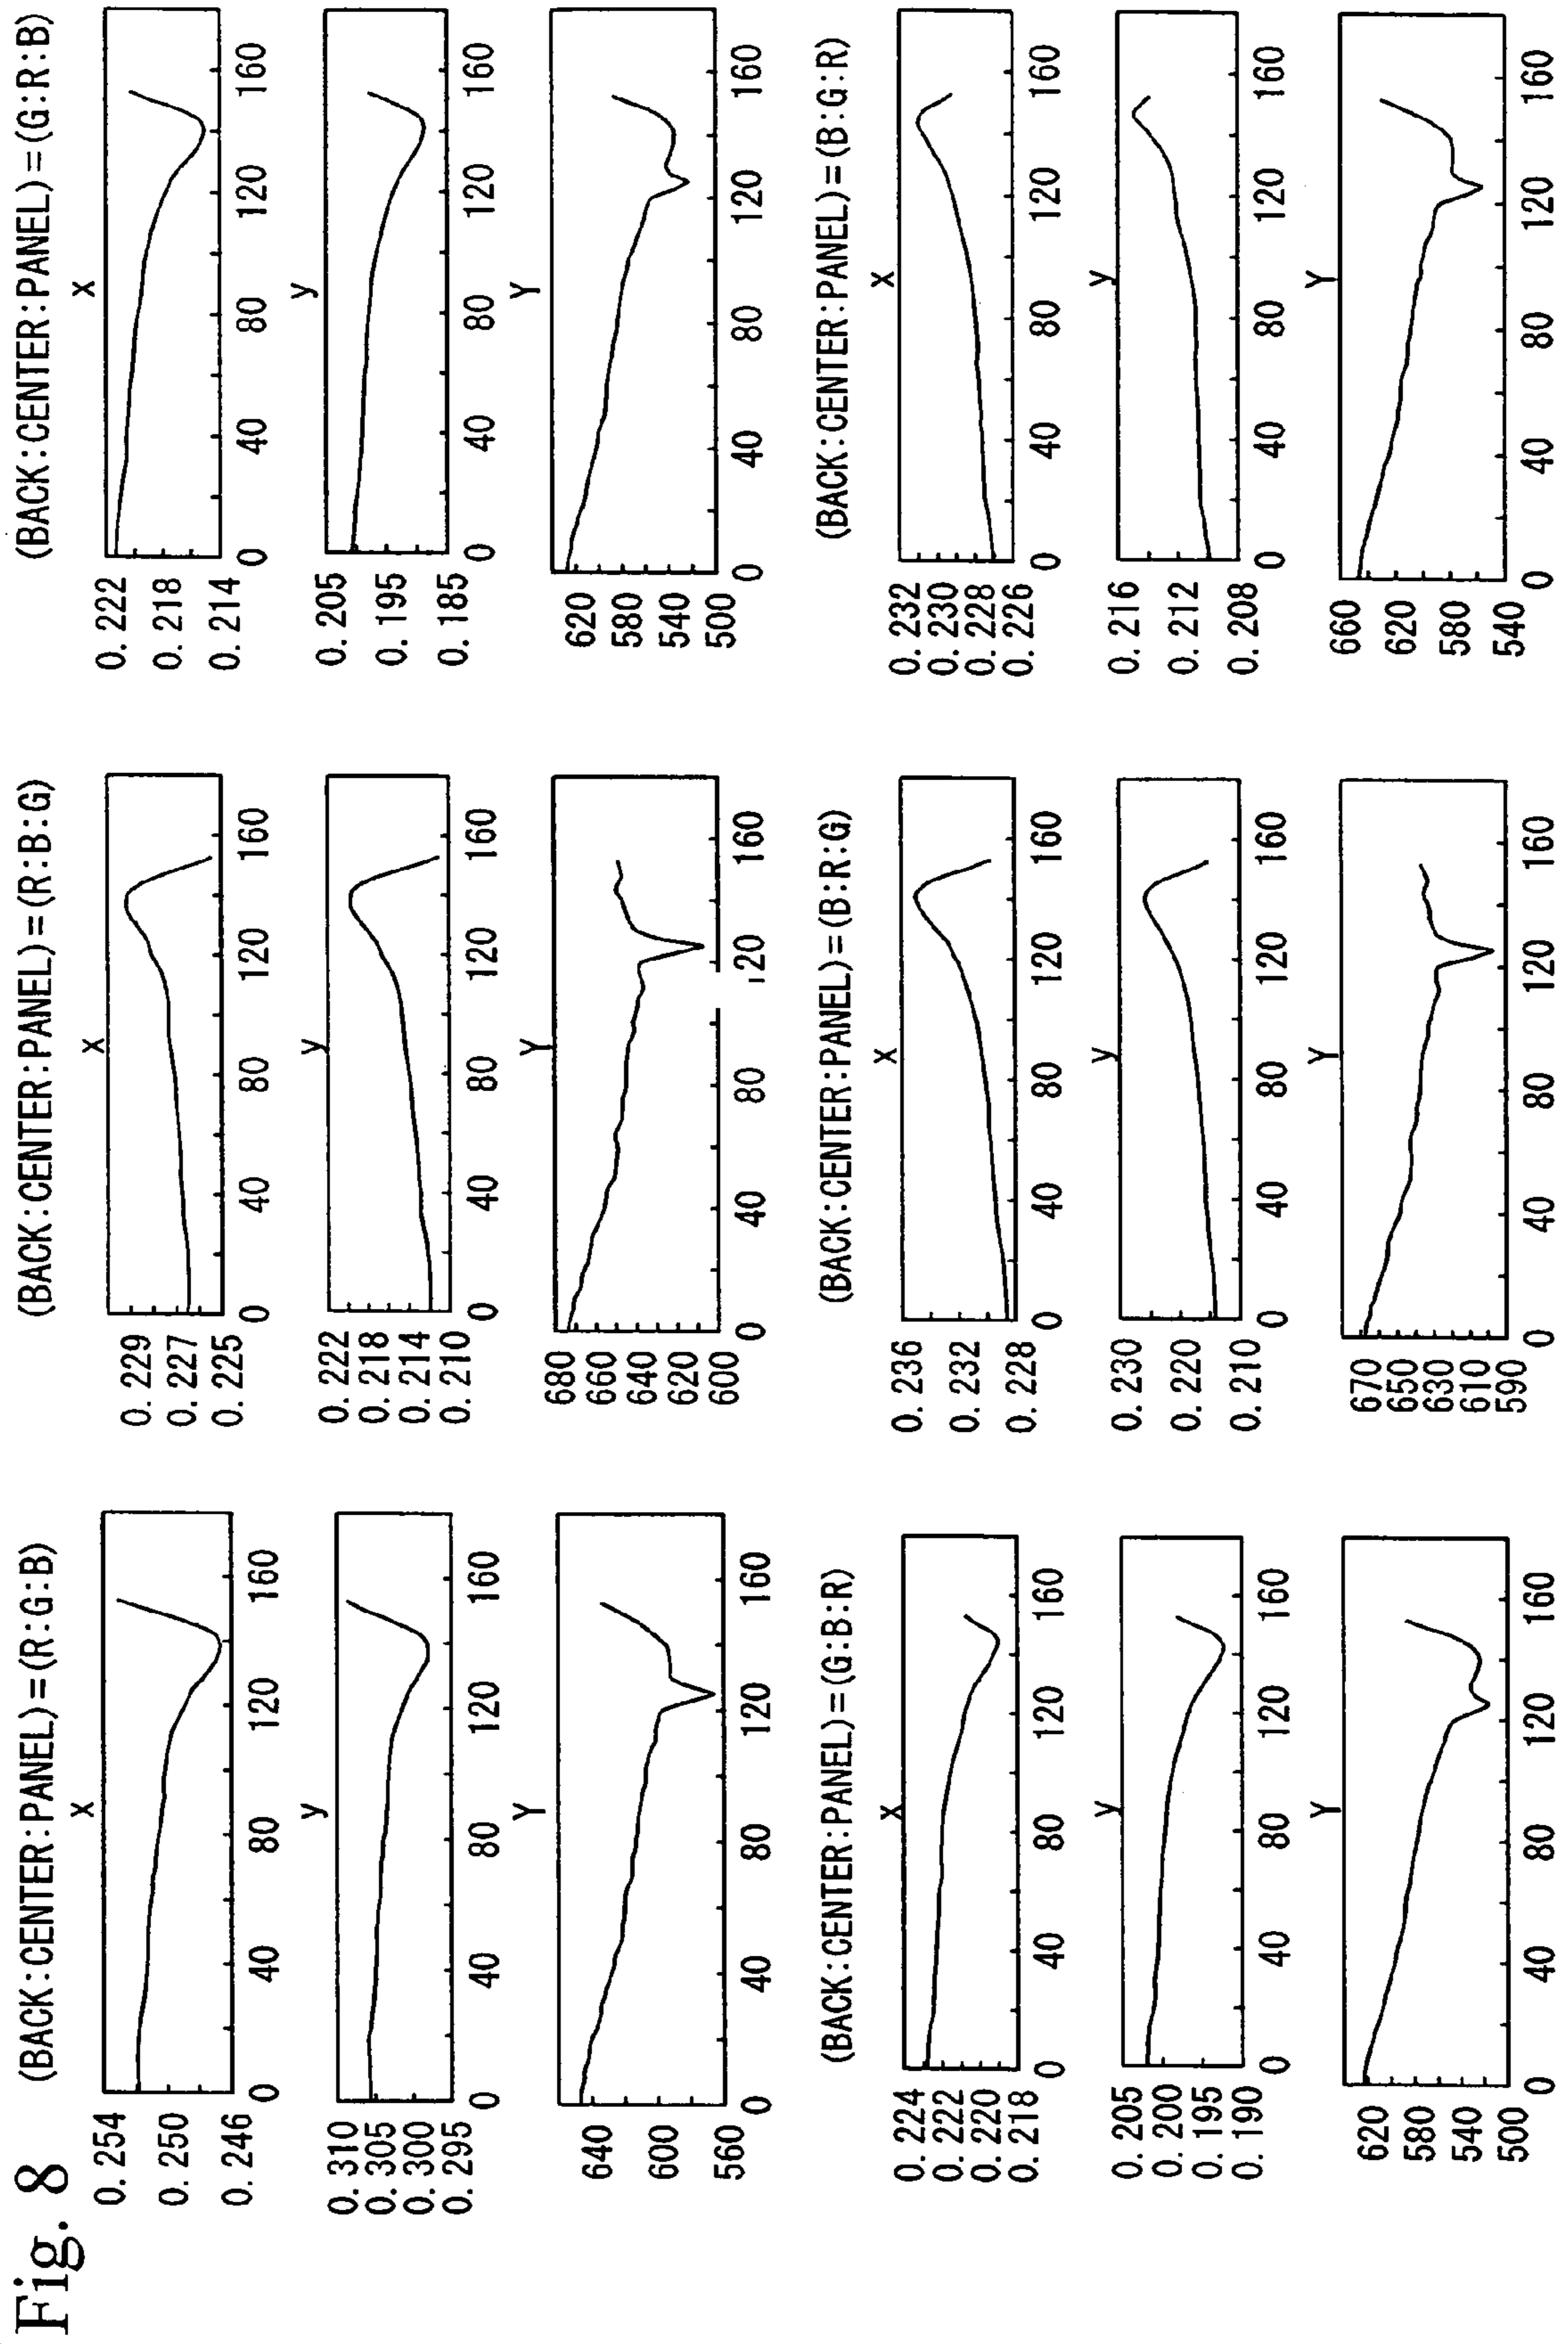 Fig. 8
(BACK:CENTER:PANEL)=(R:G:B)
x
0.254
0.250
0.246
0 40 80 120 160
y
0.310
0.305
0.300
0.295
0 40 80 120 160
Y
640
600
560
0 40 80 120 160
(BACK:CENTER:PANEL)=(R:B:G)
x
0.229
0.227
0.225
0 40 80 120 160
y
0.222
0.218
0.214
0.210
0 40 80 120 160
Y
680
660
640
620
600
0 40 80 120 160
(BACK:CENTER:PANEL)=(G:R:B)
x
0.222
0.218
0.214
0 40 80 120 160
y
0.205
0.195
0.185
0 40 80 120 160
Y
620
580
540
500
0 40 80 120 160
(BACK:CENTER:PANEL)=(G:B:R)
x
0.224
0.222
0.220
0.218
0 40 80 120 160
y
0.205
0.200
0.195
0.190
0 40 80 120 160
Y
620
580
540
500
0 40 80 120 160
(BACK:CENTER:PANEL)=(B:R:G)
x
0.236
0.232
0.228
0 40 80 120 160
y
0.230
0.220
0.210
0 40 80 120 160
Y
670
650
630
610
590
0 40 80 120 160
(BACK:CENTER:PANEL)=(B:G:R)
x
0.232
0.230
0.228
0.226
0 40 80 120 160
y
0.216
0.212
0.208
0 40 80 120 160
Y
660
620
580
540
0 40 80 120 160